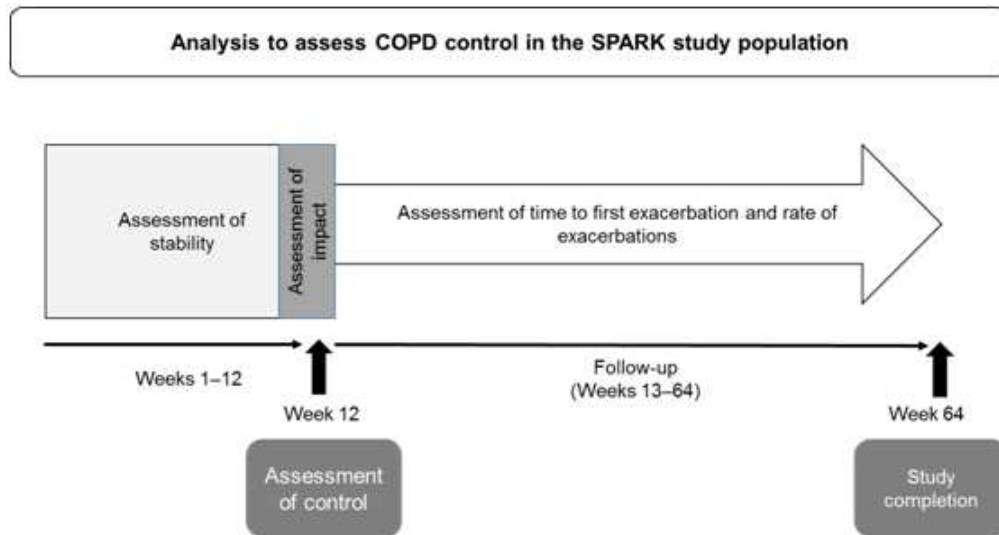 Analysis to assess COPD control in the SPARK study population
Assessment of
stability
Assessment of
impact
Assessment of time to first exacerbation and rate of
exacerbations
Weeks 1–12
Follow-up
(Weeks 13–64)
Week 12
Week 64
Assessment
of control
Study
completion